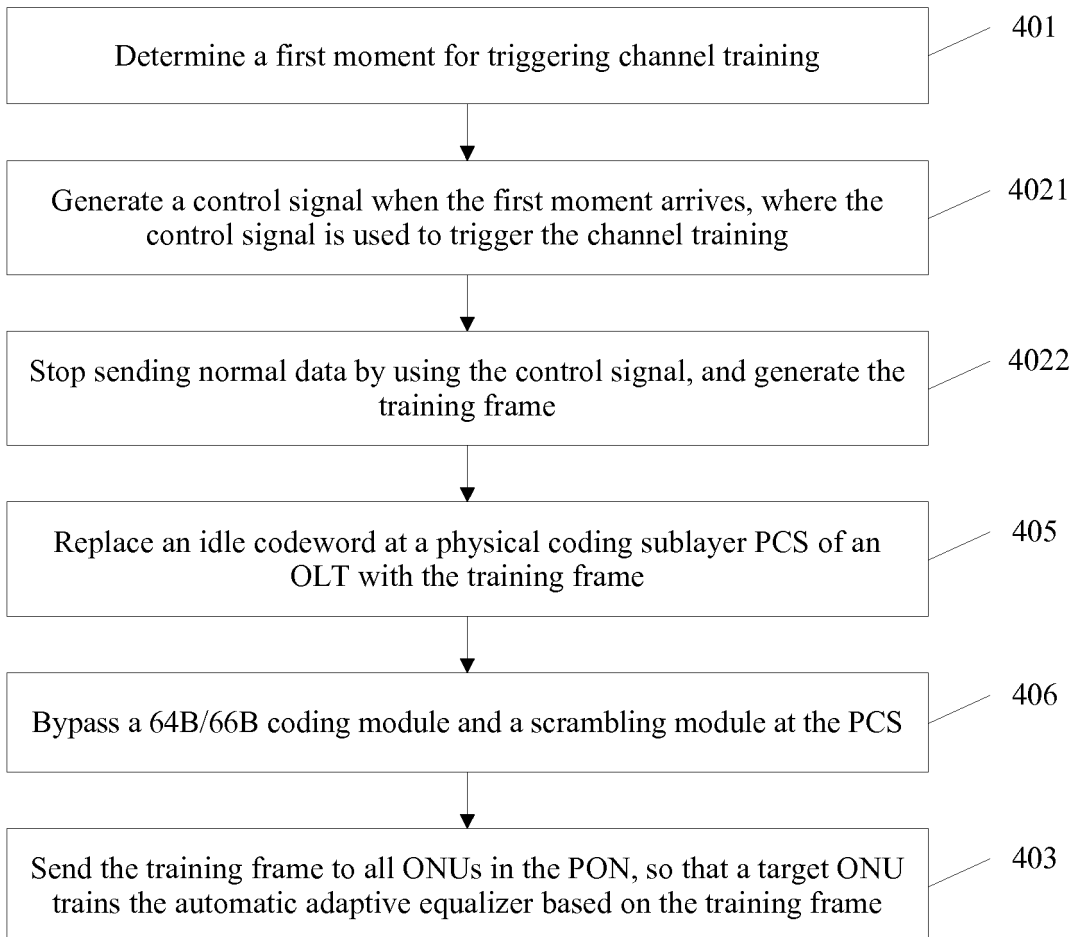 Determine a first moment for triggering channel training
401
Generate a control signal when the first moment arrives, where the
control signal is used to trigger the channel training
4021
Stop sending normal data by using the control signal, and generate the
training frame
4022
Replace an idle codeword at a physical coding sublayer PCS of an
OLT with the training frame
405
Bypass a 64B/66B coding module and a scrambling module at the PCS
406
Send the training frame to all ONUs in the PON, so that a target ONU
trains the automatic adaptive equalizer based on the training frame
403